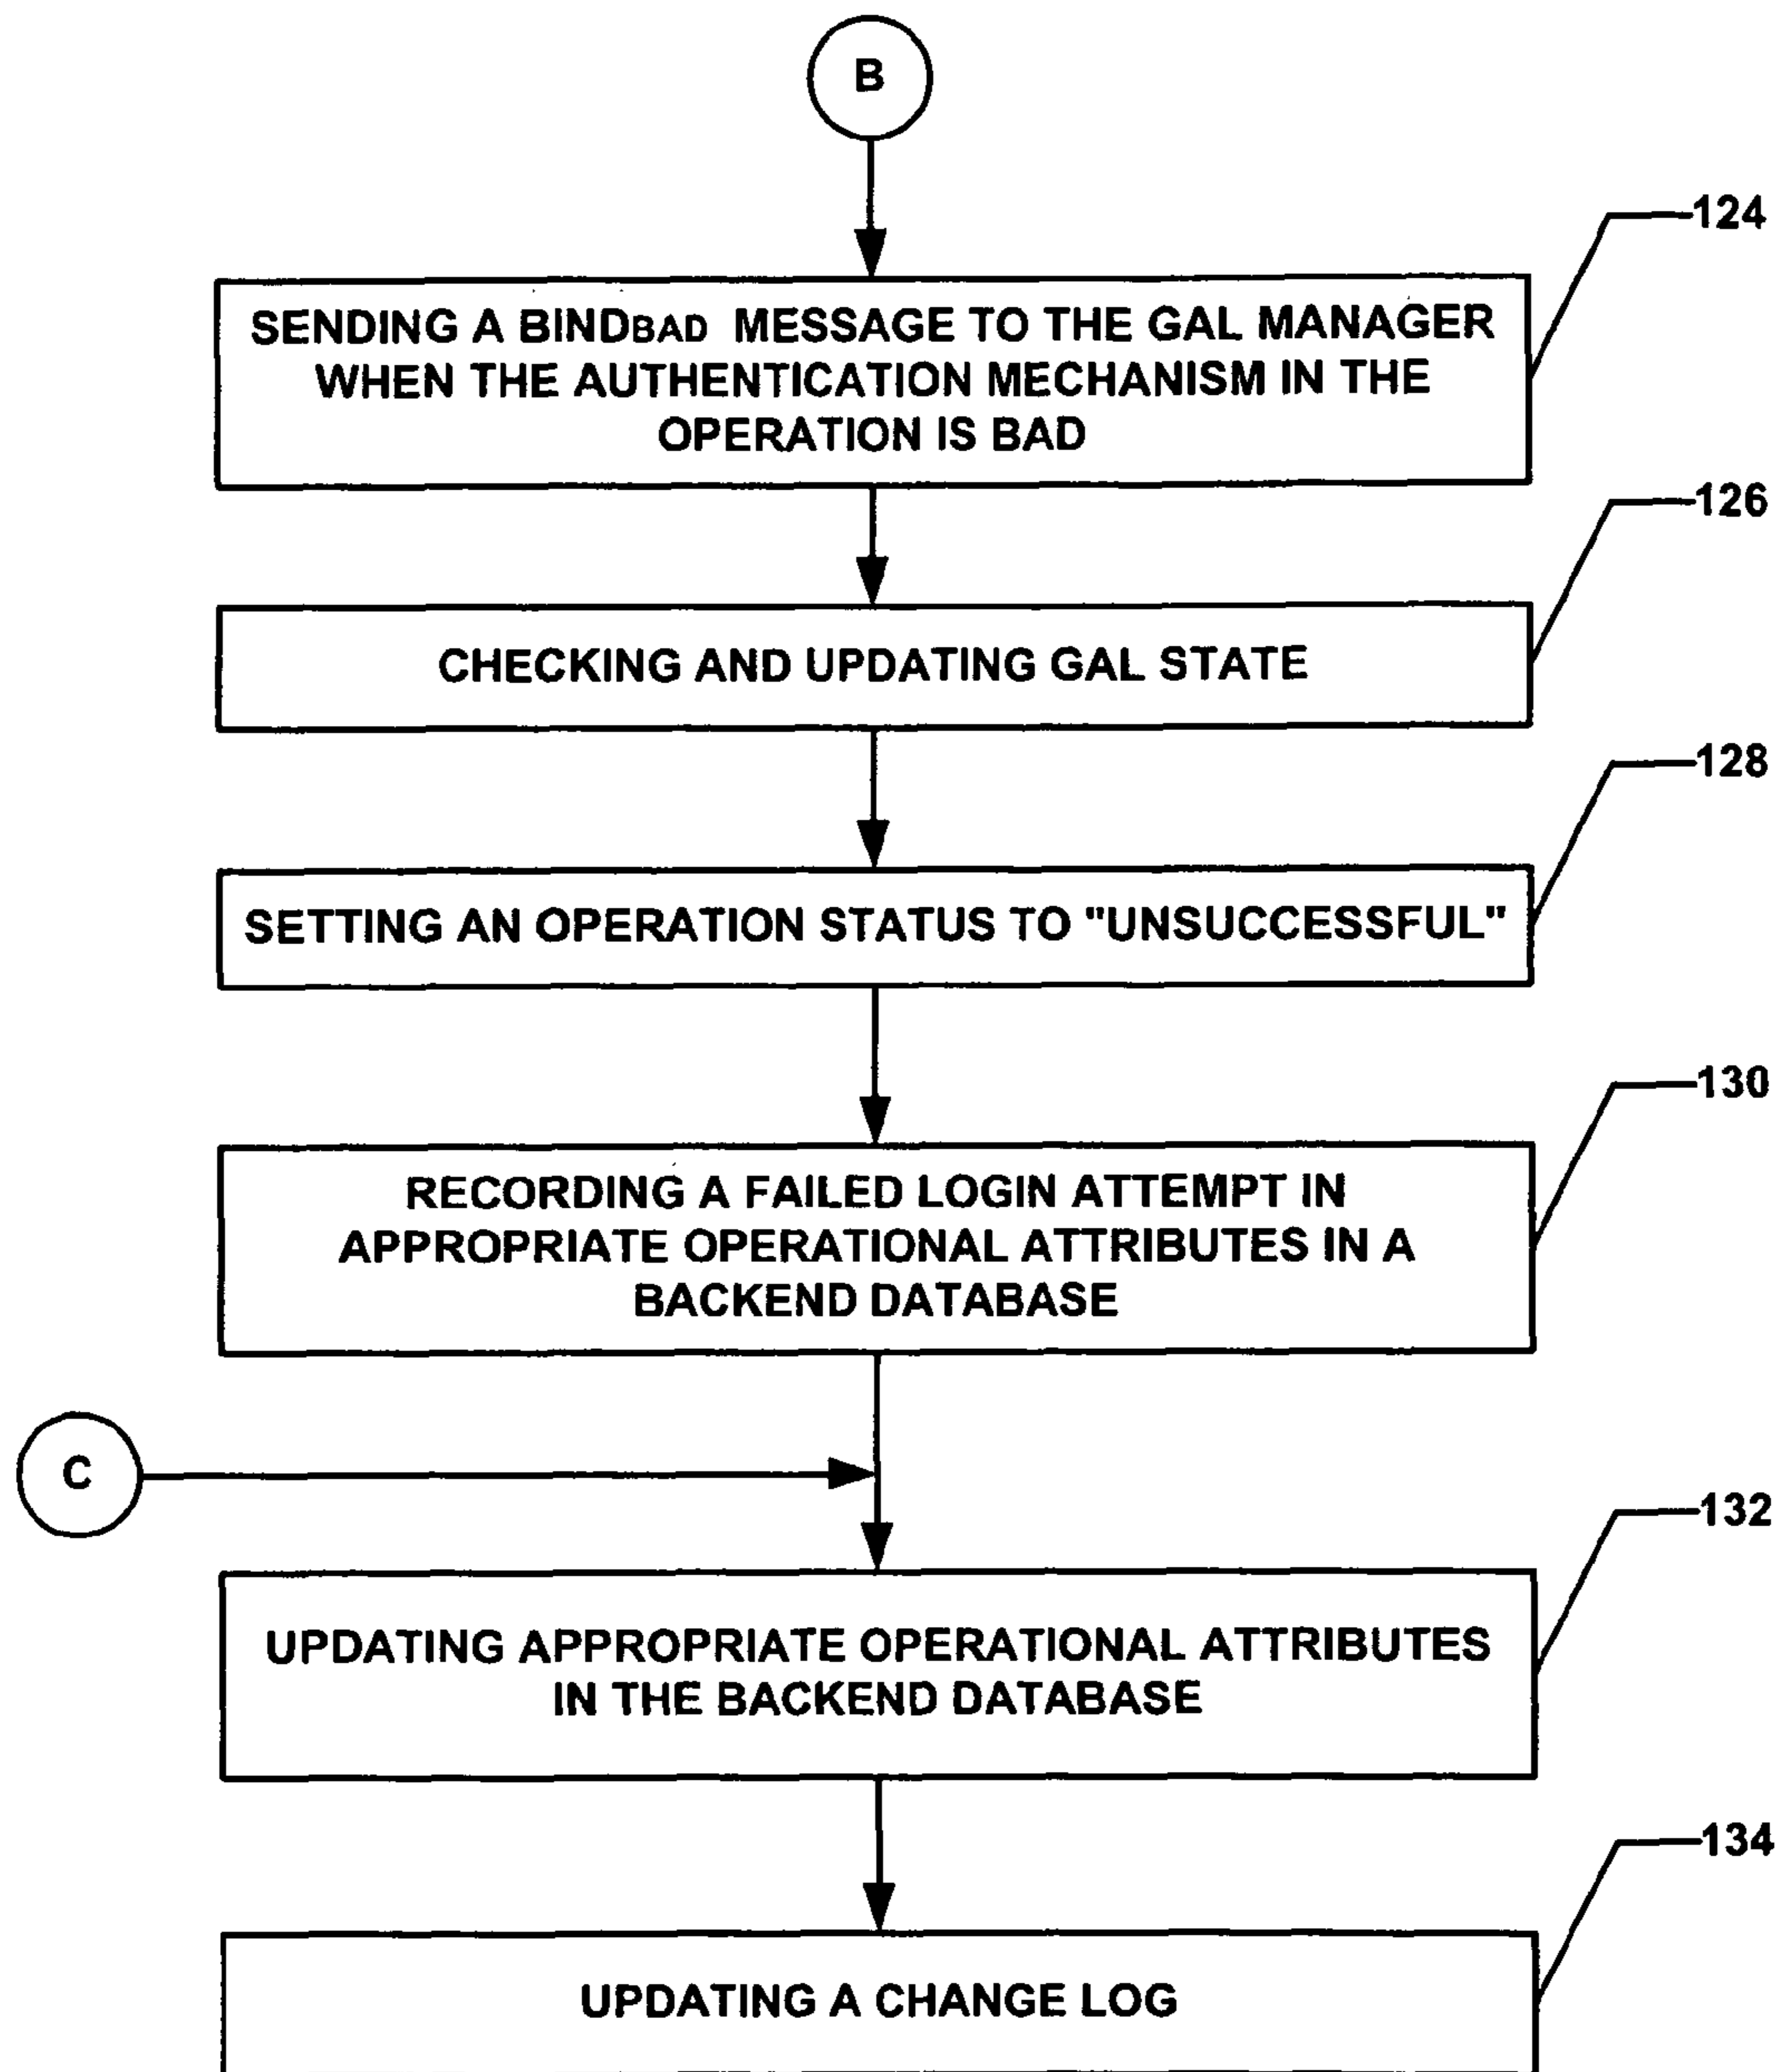 B
124
SENDING A BINDBAD MESSAGE TO THE GAL MANAGER
WHEN THE AUTHENTICATION MECHANISM IN THE
OPERATION IS BAD
126
CHECKING AND UPDATING GAL STATE
128
SETTING AN OPERATION STATUS TO "UNSUCCESSFUL"
130
RECORDING A FAILED LOGIN ATTEMPT IN
APPROPRIATE OPERATIONAL ATTRIBUTES IN A
BACKEND DATABASE
C
132
UPDATING APPROPRIATE OPERATIONAL ATTRIBUTES
IN THE BACKEND DATABASE
134
UPDATING A CHANGE LOG